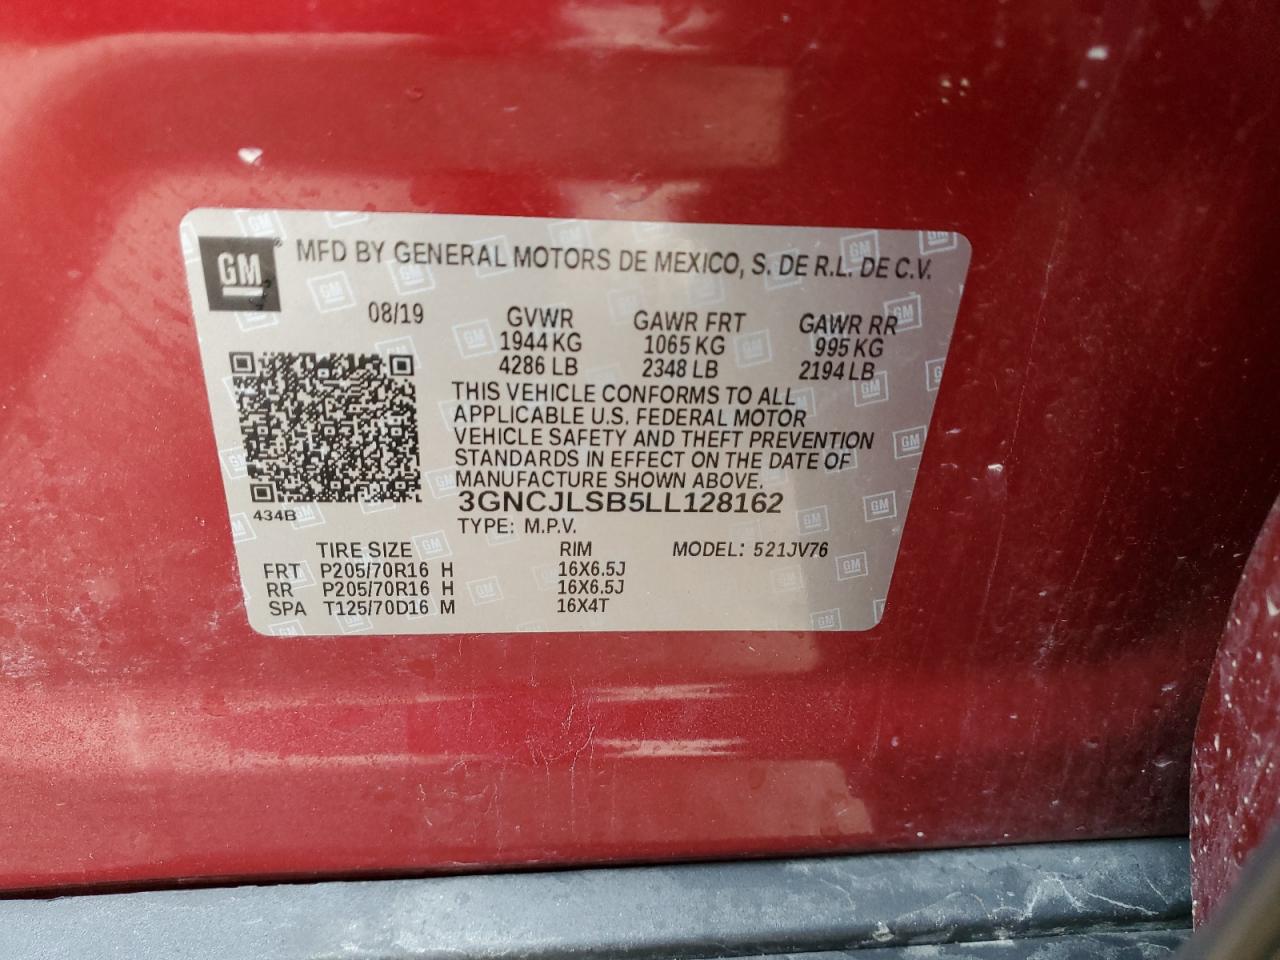 GM® MFD BY GENERAL MOTORS DE MEXICO, S. DE R.L. DE C.V.
08/19 GVWR GAWR FRT GAWR RR
1944 KG 1065 KG 995 KG
4286 LB 2348 LB 2194 LB
THIS VEHICLE CONFORMS TO ALL
APPLICABLE U.S. FEDERAL MOTOR
VEHICLE SAFETY AND THEFT PREVENTION
STANDARDS IN EFFECT ON THE DATE OF
MANUFACTURE SHOWN ABOVE.
3GNCJLSB5LL128162
434B TYPE: M.P.V.
TIRE SIZE RIM MODEL: 521JV76
FRT P205/70R16 H 16X6.5J
RR P205/70R16 H 16X6.5J
SPA T125/70D16 M 16X4T